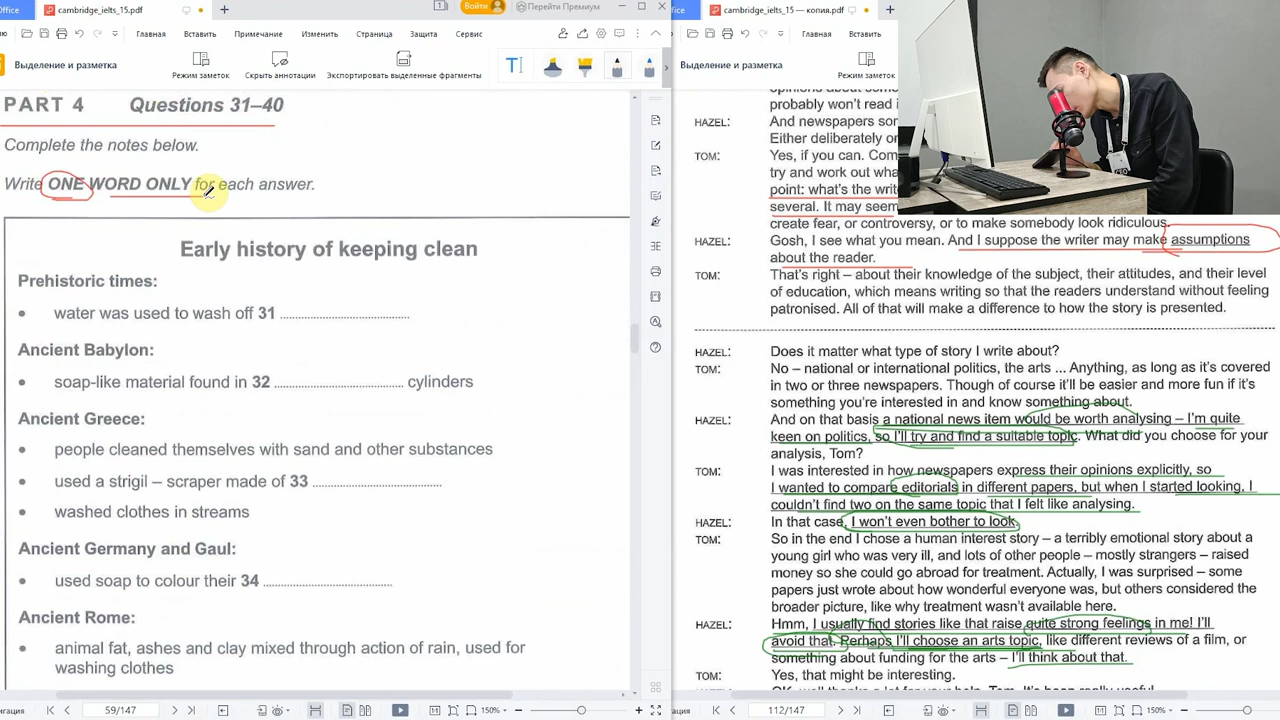 Office
cambridge_ielts_15.pdf
Войти
Перейти Премиум
Office
cambridge_ielts_15 — копия.pdf
Главная Вставить Примечание Изменить Страница Защита Сервис
Главная Вставить
Выделение и разметка
Режим заметок
Скрыть аннотации
Экспортировать выделенные фрагменты
Выделение и разметка
Режим заметок
PART 4 Questions 31–40
Complete the notes below.
Write ONE WORD ONLY for each answer.
Early history of keeping clean
Prehistoric times:
• water was used to wash off 31 ..............................
Ancient Babylon:
• soap-like material found in 32 .............................. cylinders
Ancient Greece:
• people cleaned themselves with sand and other substances
• used a strigil – scraper made of 33 ..............................
• washed clothes in streams
Ancient Germany and Gaul:
• used soap to colour their 34 ..............................
Ancient Rome:
• animal fat, ashes and clay mixed through action of rain, used for
washing clothes
probably won't read i
HAZEL: And newspapers
Either deliberately or
TOM: Yes, if you can.
try and work out
point: what's the
several. It may seem
create fear, or controversy, or to make somebody look ridiculous.
HAZEL: Gosh, I see what you mean. And I suppose the writer may make assumptions
about the reader.
TOM: That's right – about their knowledge of the subject, their attitudes, and their level
of education, which means writing so that the readers understand without feeling
patronised. All of that will make a difference to how the story is presented.
HAZEL: Does it matter what type of story I write about?
TOM: No – national or international politics, the arts ... Anything, as long as it's covered
in two or three newspapers. Though of course it'll be easier and more fun if it's
something you're interested in and know something about.
HAZEL: And on that basis a national news item would be worth analysing – I'm quite
keen on politics, so I'll try and find a suitable topic. What did you choose for your
analysis, Tom?
TOM: I was interested in how newspapers express their opinions explicitly, so
I wanted to compare editorials in different papers, but when I started looking, I
couldn't find two on the same topic that I felt like analysing.
HAZEL: In that case, I won't even bother to look.
TOM: So in the end I chose a human interest story – a terribly emotional story about a
young girl who was very ill, and lots of other people – mostly strangers – raised
money so she could go abroad for treatment. Actually, I was surprised – some
papers just wrote about how wonderful everyone was, but others considered the
broader picture, like why treatment wasn't available here.
HAZEL: Hmm, I usually find stories like that raise quite strong feelings in me! I'll
avoid that. Perhaps I'll choose an arts topic, like different reviews of a film, or
something about funding for the arts – I'll think about that.
TOM: Yes, that might be interesting.
59/147
150%
112/147
150%